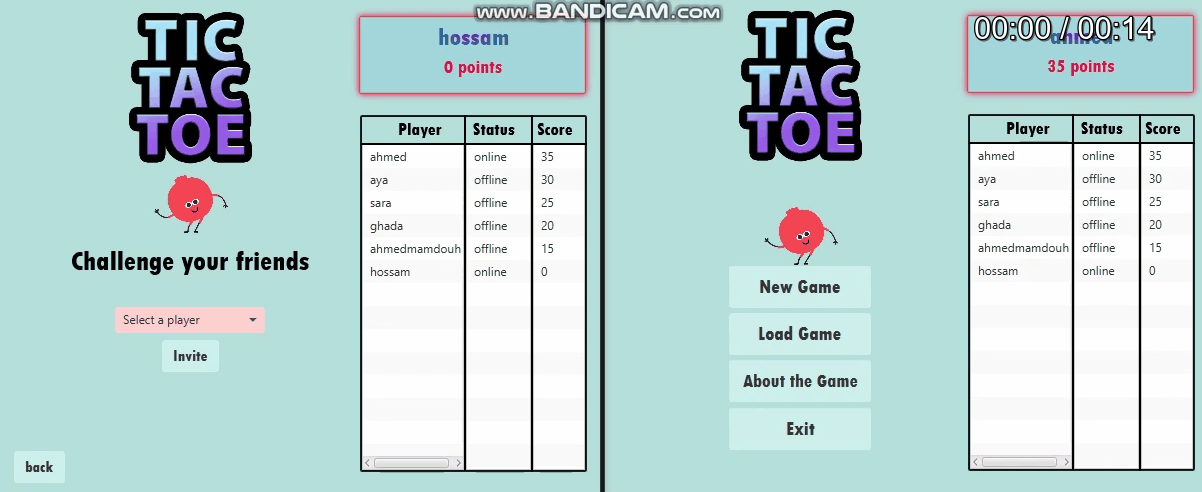 www.BANDICAM.com
TIC
TAC
TOE
Challenge your friends
Select a player
Invite
back
hossam
0 points
Player Status Score
ahmed online 35
aya offline 30
sara offline 25
ghada offline 20
ahmedmamdouh offline 15
hossam online 0
TIC
TAC
TOE
New Game
Load Game
About the Game
Exit
00:00 / 00:14
35 points
Player Status Score
ahmed online 35
aya offline 30
sara offline 25
ghada offline 20
ahmedmamdouh offline 15
hossam online 0